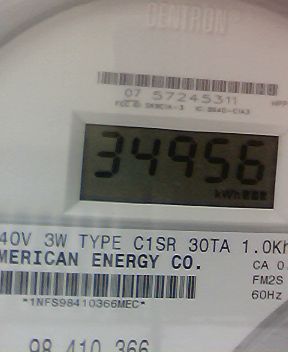 CENTRON
07 57245311
34956
kWh
40V 3W TYPE C1SR 30TA 1.0Kh
MERICAN ENERGY CO.
CA 0.
FM2S
60Hz
*1NFS98410366MEC*
98 410 366